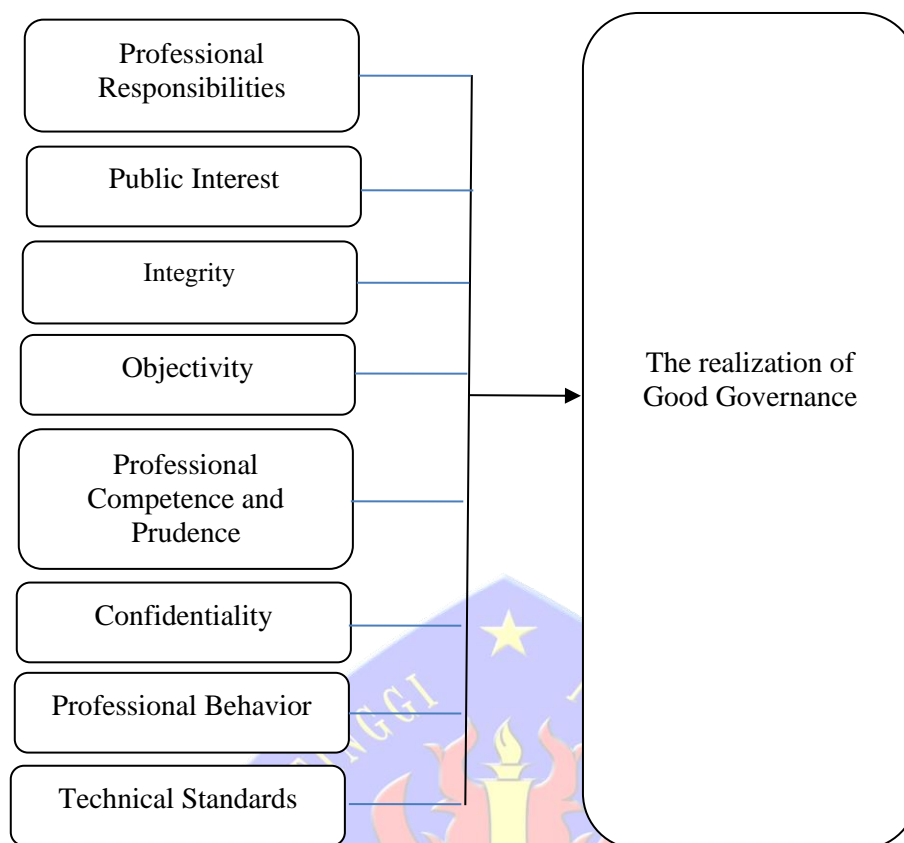 Professional
Responsibilities
Public Interest
Integrity
Objectivity
Professional
Competence and
Prudence
Confidentiality
Professional Behavior
Technical Standards
The realization of
Good Governance
INGGI